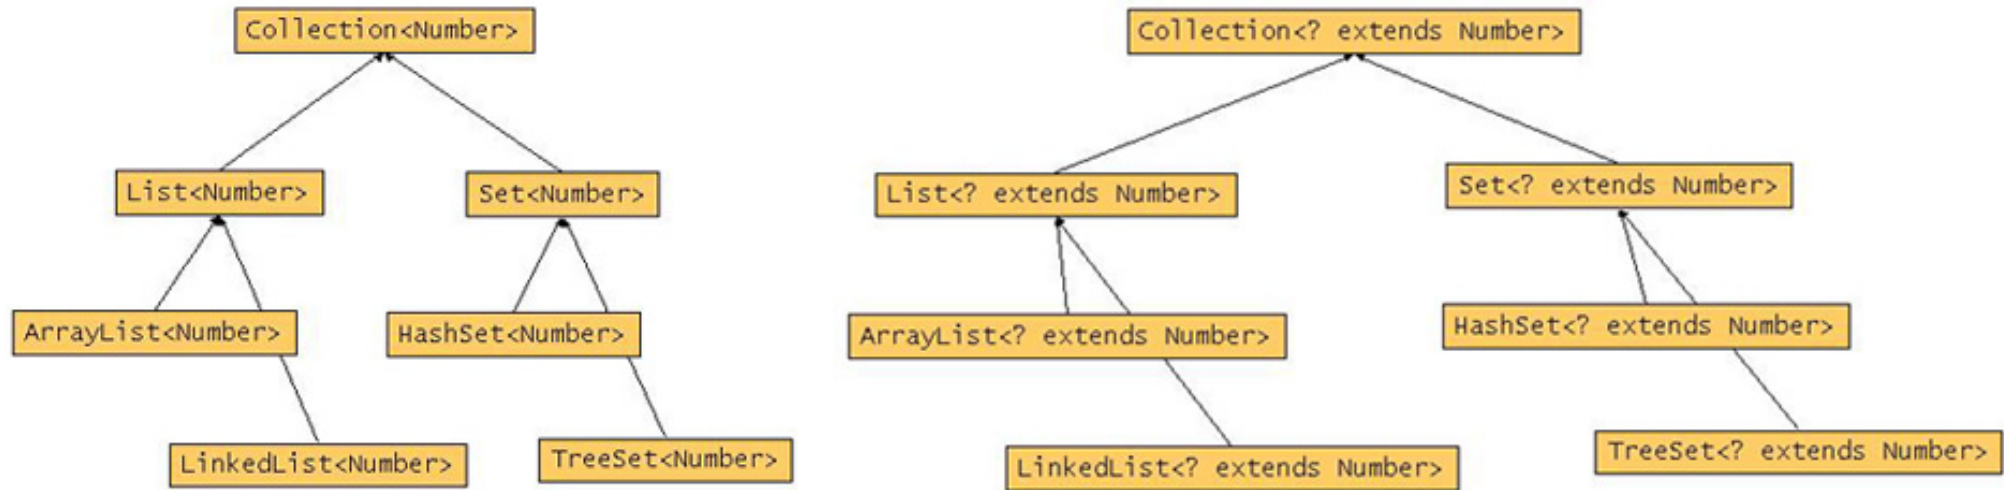 Collection<Number>
List<Number>
Set<Number>
ArrayList<Number>
HashSet<Number>
LinkedList<Number>
TreeSet<Number>
Collection<? extends Number>
List<? extends Number>
Set<? extends Number>
ArrayList<? extends Number>
HashSet<? extends Number>
LinkedList<? extends Number>
TreeSet<? extends Number>